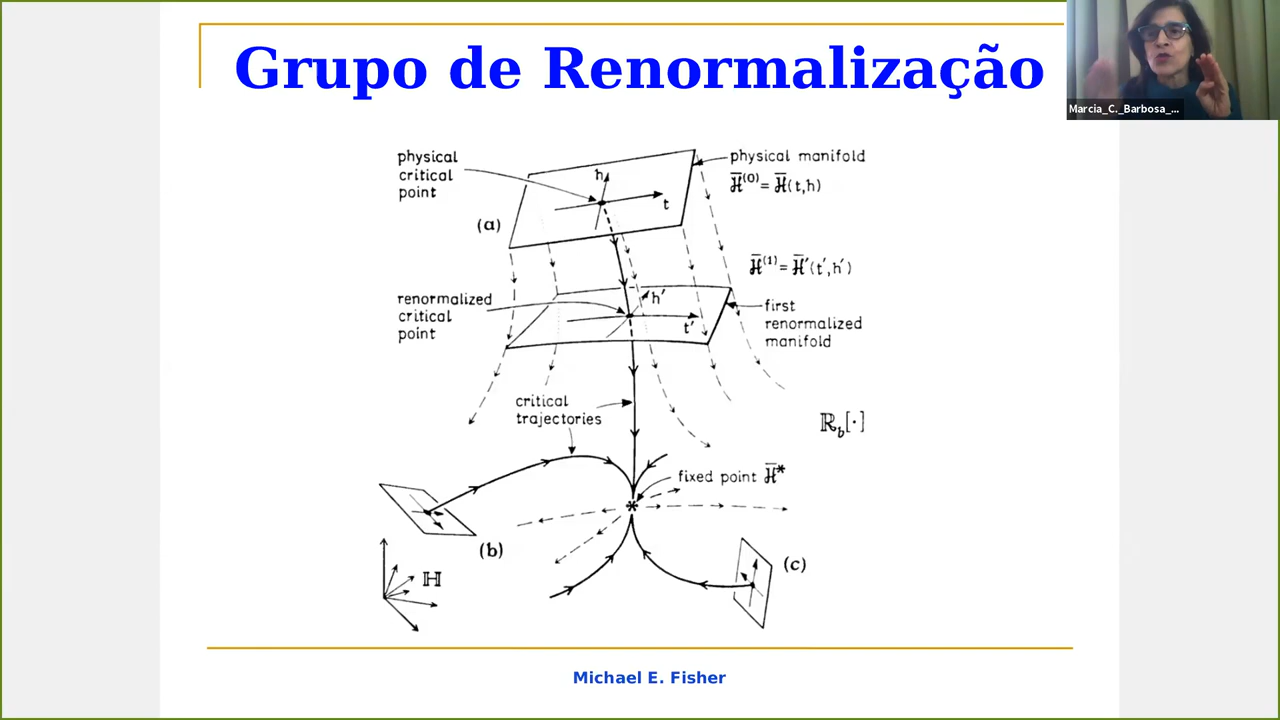 Grupo de Renormalização
Marcia_C._Barbosa_...
physical
critical
point
h
t
physical manifold
ℋ̅⁽⁰⁾= ℋ̅(t,h)
(a)
ℋ̅⁽¹⁾= ℋ̅′(t′,h′)
renormalized
critical
point
h′
t′
first
renormalized
manifold
critical
trajectories
ℝb[·]
fixed point ℋ̅*
*
(b)
(c)
ℍ
Michael E. Fisher